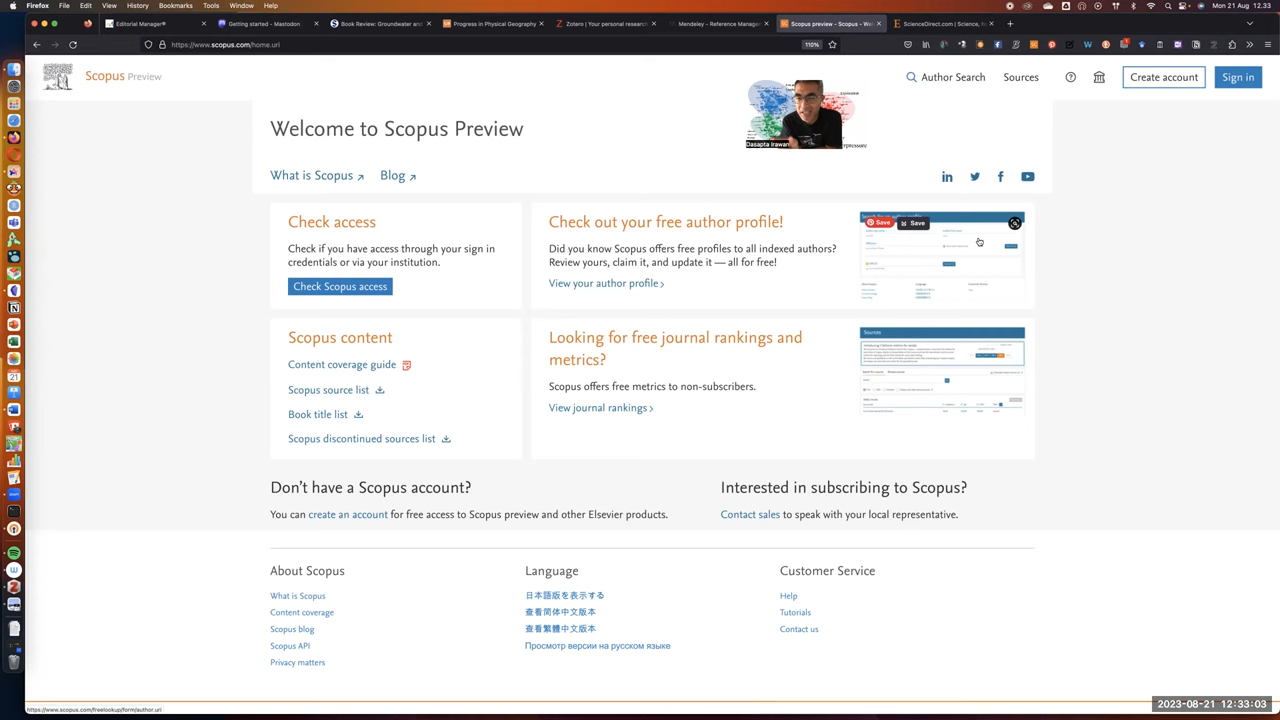 Firefox File Edit View History Bookmarks Tools Window Help
Mon 21 Aug 12.33
Editorial Manager®
Getting started - Mastodon
Book Review: Groundwater and
Progress in Physical Geography
Zotero | Your personal research
Mendeley - Reference Manager
Scopus preview - Scopus - Wel
ScienceDirect.com | Science, h
https://www.scopus.com/home.uri
110%
Scopus Preview
Author Search
Sources
Create account
Sign in
Welcome to Scopus Preview
Dasapta Irawan
What is Scopus
Blog
Check access
Check if you have access through your sign in
credentials or via your institution.
Check Scopus access
Check out your free author profile!
Did you know Scopus offers free profiles to all indexed authors?
Review yours, claim it, and update it — all for free!
View your author profile
Save
Save
Scopus content
Content coverage guide
Scopus source list
Book title list
Scopus discontinued sources list
Looking for free journal rankings and
metrics?
Scopus offers free metrics to non-subscribers.
View journal rankings
Sources
Don’t have a Scopus account?
You can create an account for free access to Scopus preview and other Elsevier products.
Interested in subscribing to Scopus?
Contact sales to speak with your local representative.
About Scopus
What is Scopus
Content coverage
Scopus blog
Scopus API
Privacy matters
Language
日本語版を表示する
查看简体中文版本
查看繁體中文版本
Просмотр версии на русском языке
Customer Service
Help
Tutorials
Contact us
https://www.scopus.com/freelookup/form/author.uri
2023-08-21 12:33:03